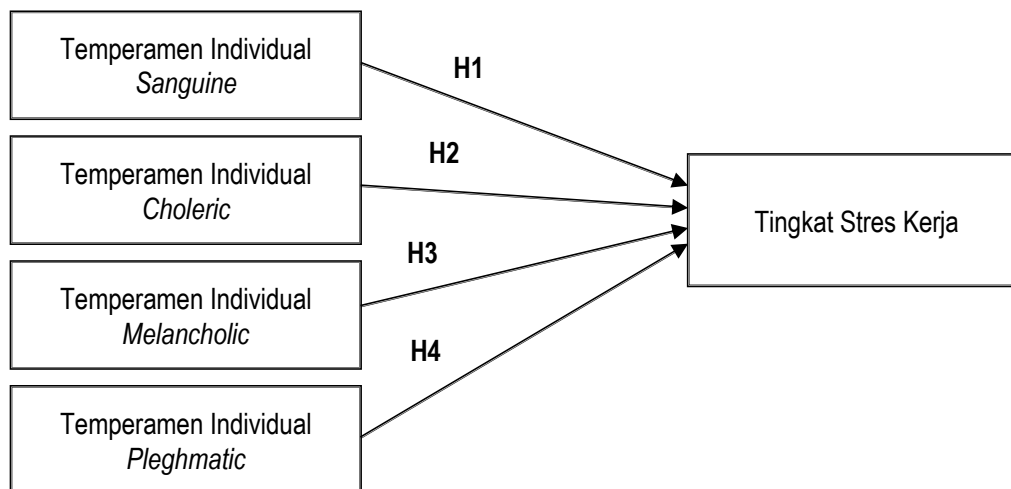 Temperamen Individual
Sanguine
H1
Temperamen Individual
Choleric
H2
Tingkat Stres Kerja
H3
Temperamen Individual
Melancholic
H4
Temperamen Individual
Pleghmatic